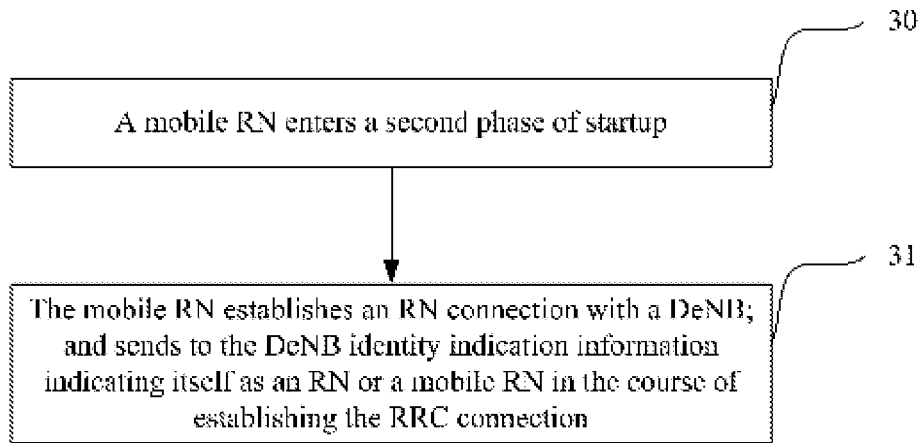 30
A mobile RN enters a second phase of startup
31
The mobile RN establishes an RN connection with a DeNB;
and sends to the DeNB identity indication information
indicating itself as an RN or a mobile RN in the course of
establishing the RRC connection